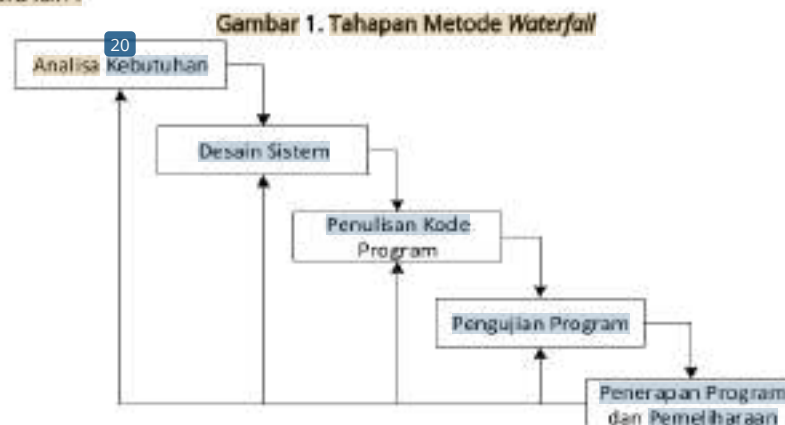 Gambar 1. Tahapan Metode Waterfall
20
Analisa Kebutuhan
Desain Sistem
Penulisan Kode
Program
Pengujian Program
Penerapan Program
dan Pemeliharaan